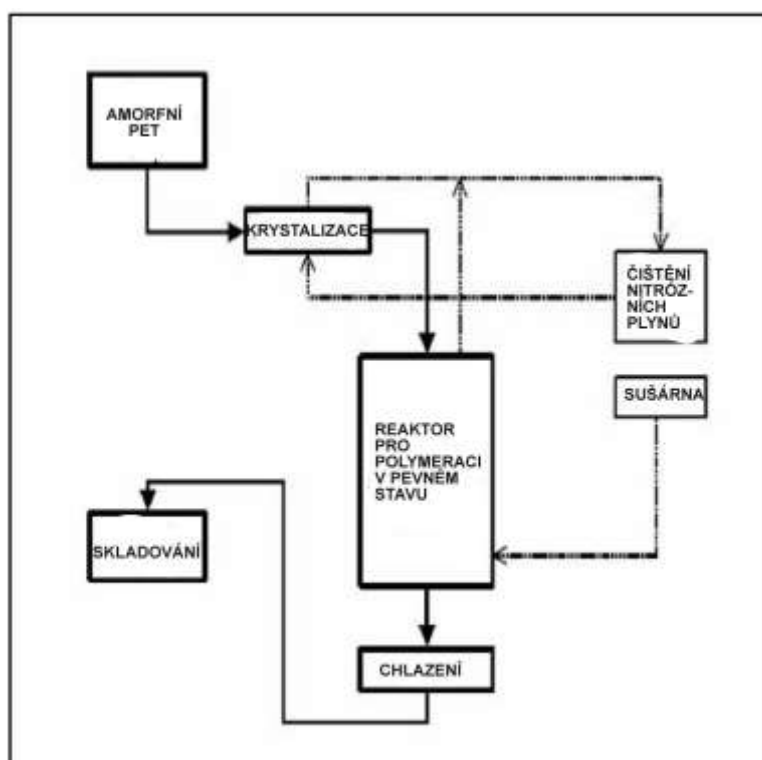 AMORFNÍ
PET
KRYSTALIZACE
ČIŠTĚNÍ
NITRÓZ-
NÍCH
PLYNŮ
SUŠÁRNA
REAKTOR
PRO
POLYMERACI
V PEVNÉM
STAVU
SKLADOVÁNÍ
CHLAZENÍ